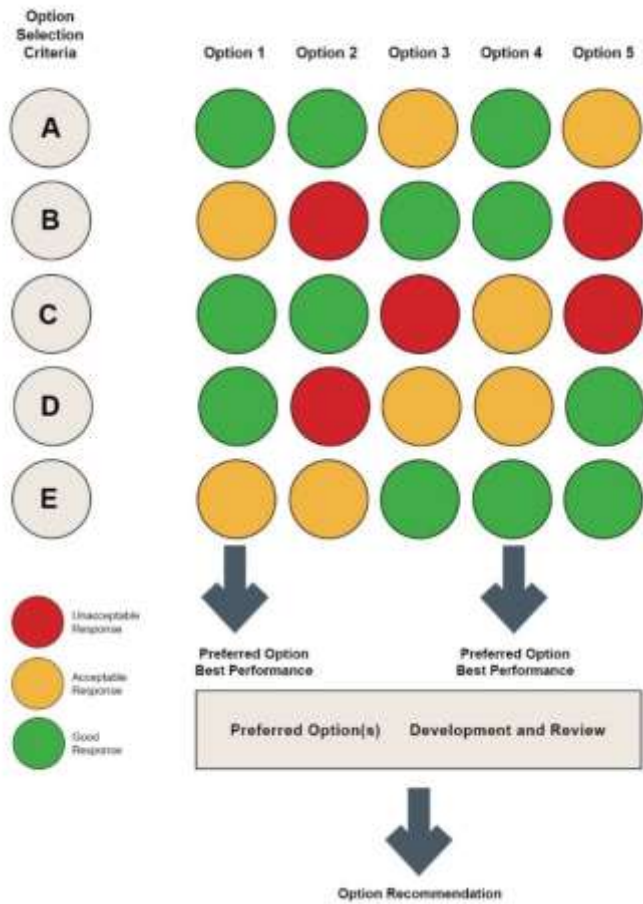 Option
Selection
Criteria
Option 1 Option 2 Option 3 Option 4 Option 5
A
B
C
D
E
Unacceptable
Response
Acceptable
Response
Good
Response
Preferred Option
Best Performance
Preferred Option
Best Performance
Preferred Option(s) Development and Review
Option Recommendation